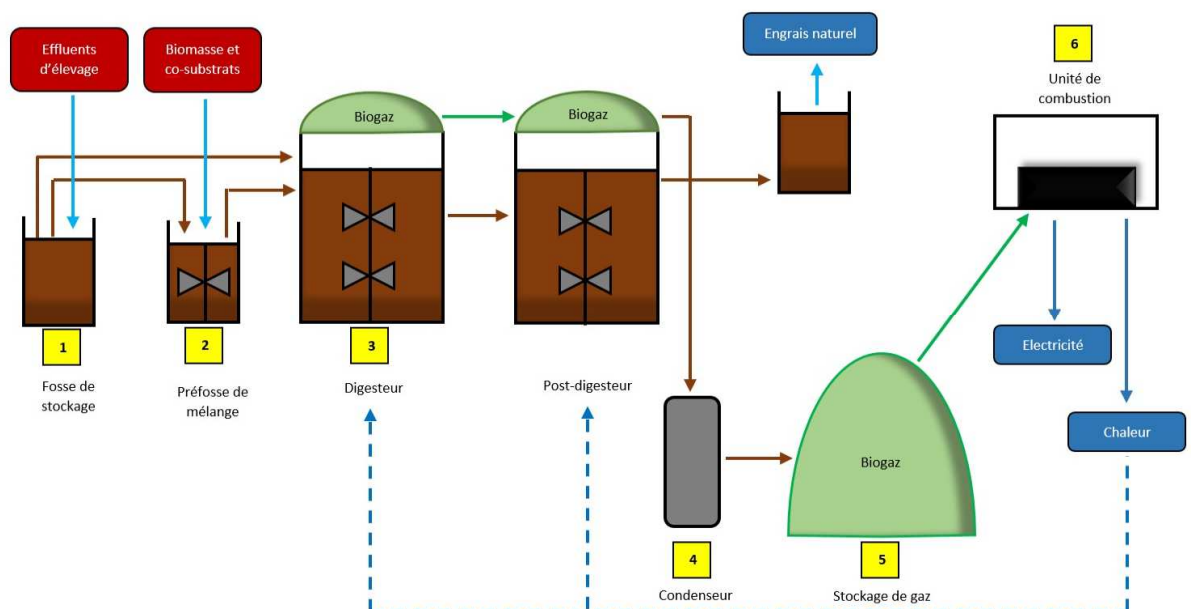 Effluents
d'élevage
Biomasse et
co-substrats
Engrais naturel
6
Unité de
combustion
Biogaz
Biogaz
1
Fosse de
stockage
2
Préfosse de
mélange
3
Digesteur
Post-digesteur
Electricité
Chaleur
Biogaz
4
Condenseur
5
Stockage de gaz